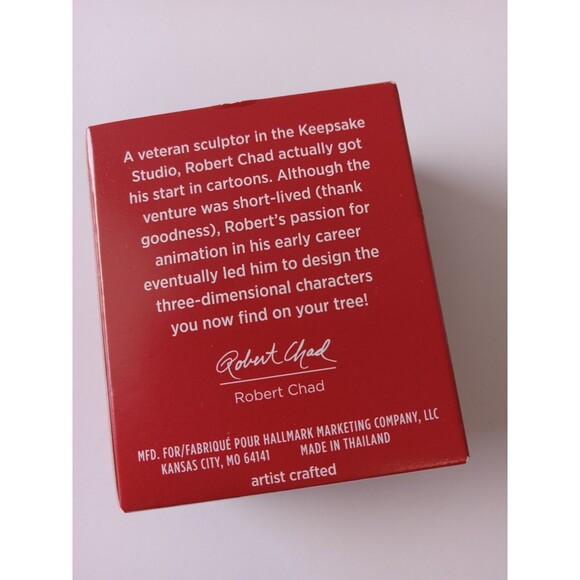 A veteran sculptor in the Keepsake
Studio, Robert Chad actually got
his start in cartoons. Although the
venture was short-lived (thank
goodness), Robert's passion for
animation in his early career
eventually led him to design the
three-dimensional characters
you now find on your tree!
Robert Chad
Robert Chad
MFD. FOR/FABRIQUÉ POUR HALLMARK MARKETING COMPANY, LLC
KANSAS CITY, MO 64141 MADE IN THAILAND
artist crafted